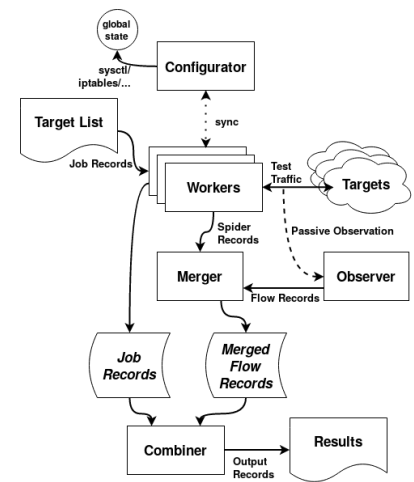 global
state
Configurator
sysctl/
iptables/...
sync
Target List
Job Records
Workers
Test
Traffic
Targets
Spider
Records
Passive Observation
Merger
Observer
Flow Records
Job
Records
Merged
Flow
Records
Combiner
Output
Records
Results